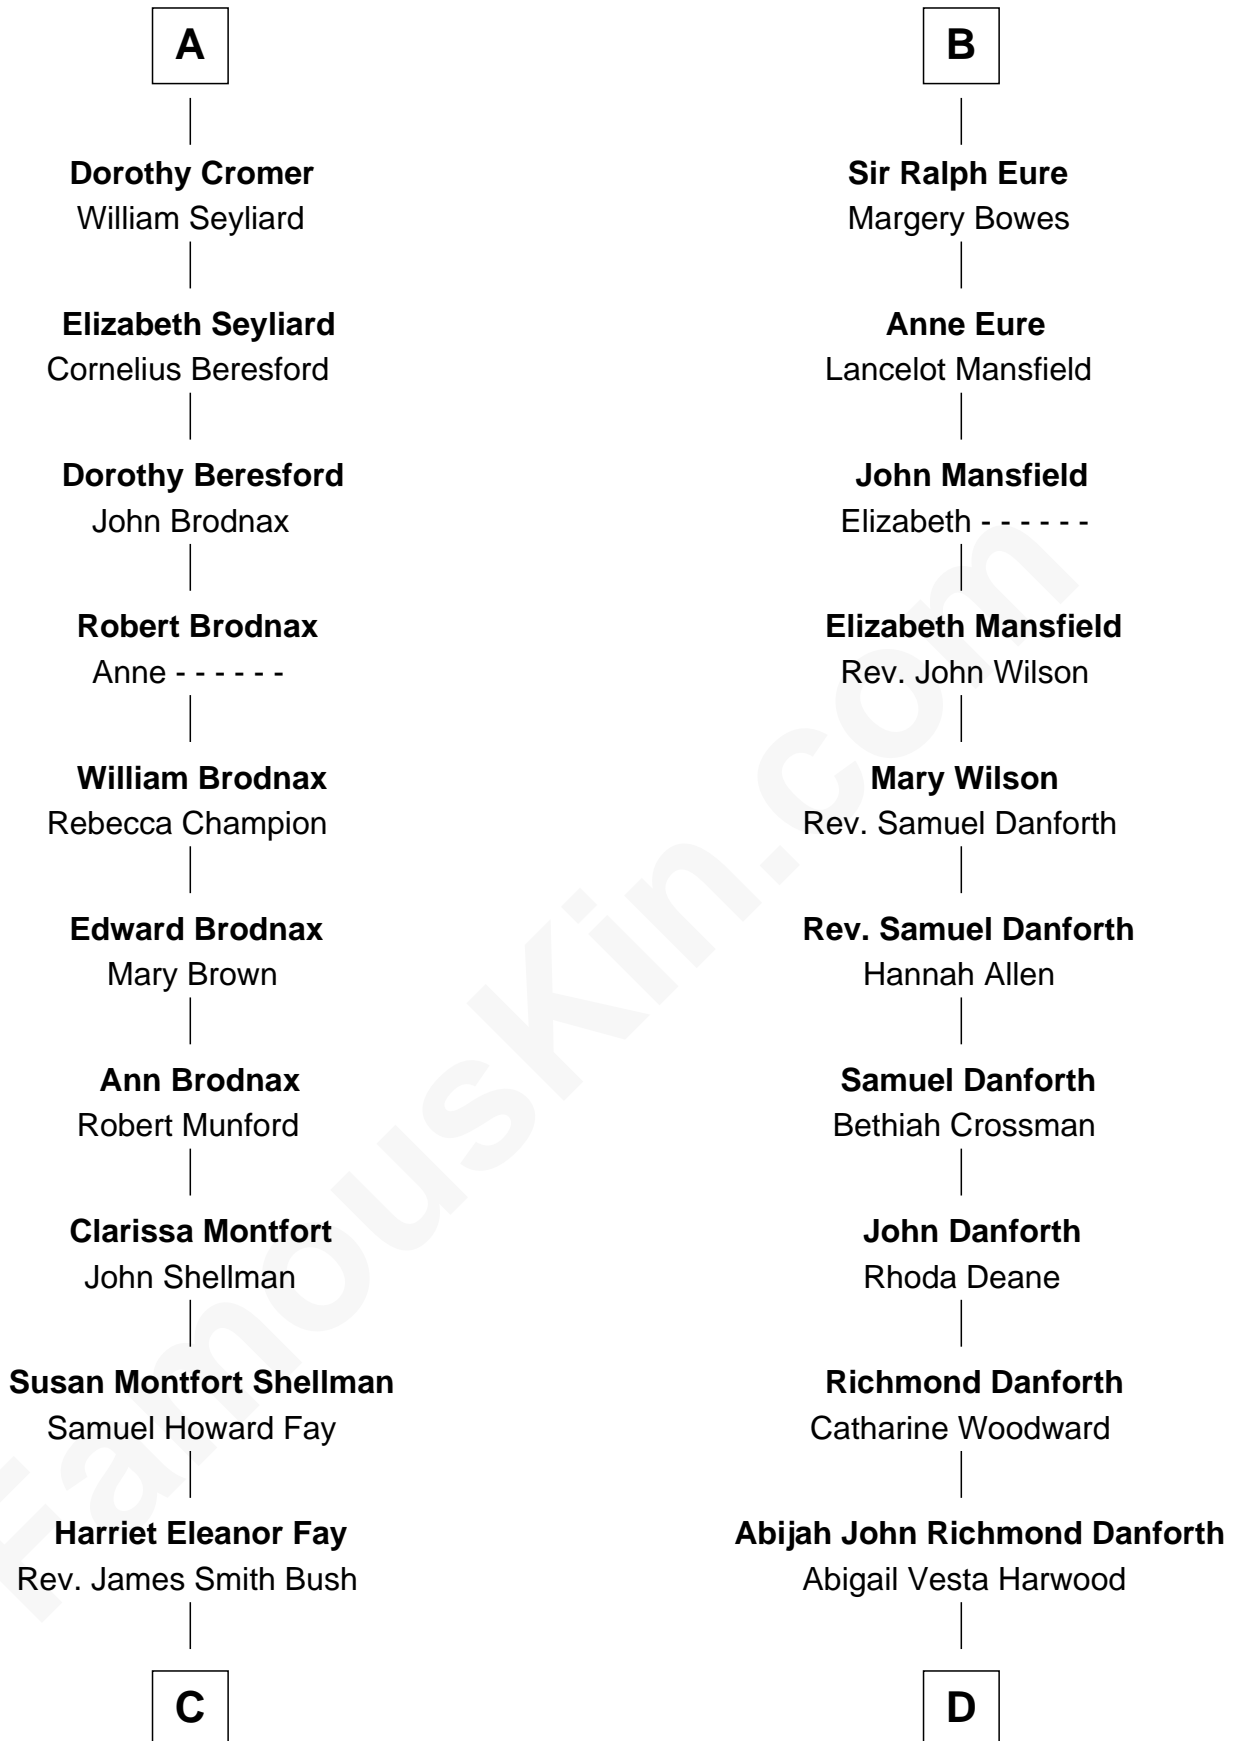 A
Dorothy Cromer
William Seyliard
Elizabeth Seyliard
Cornelius Beresford
Dorothy Beresford
John Brodnax
Robert Brodnax
Anne - - - - - -
William Brodnax
Rebecca Champion
Edward Brodnax
Mary Brown
Ann Brodnax
Robert Munford
Clarissa Montfort
John Shellman
Susan Montfort Shellman
Samuel Howard Fay
Harriet Eleanor Fay
Rev. James Smith Bush
C
B
Sir Ralph Eure
Margery Bowes
Anne Eure
Lancelot Mansfield
John Mansfield
Elizabeth - - - - - -
Elizabeth Mansfield
Rev. John Wilson
Mary Wilson
Rev. Samuel Danforth
Rev. Samuel Danforth
Hannah Allen
Samuel Danforth
Bethiah Crossman
John Danforth
Rhoda Deane
Richmond Danforth
Catharine Woodward
Abijah John Richmond Danforth
Abigail Vesta Harwood
D
FamousKin.com